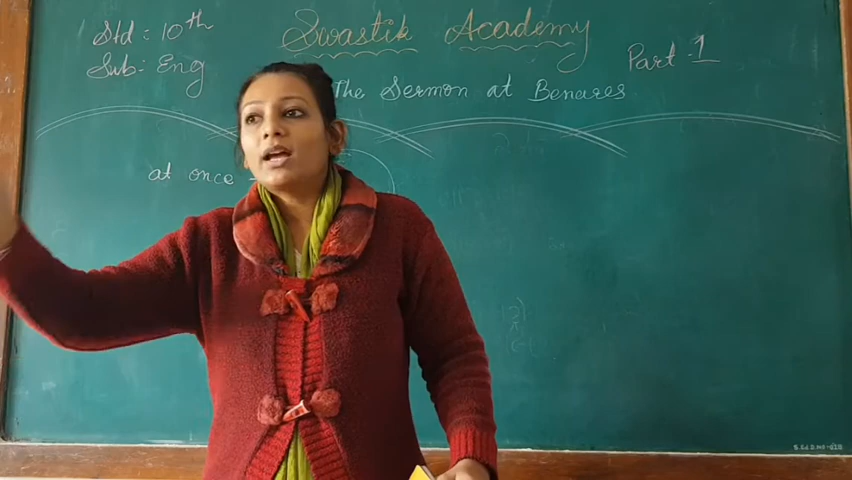 Std : 10th Swastik Academy
Sub : Eng Part - 1
The Sermon at Benares
at once